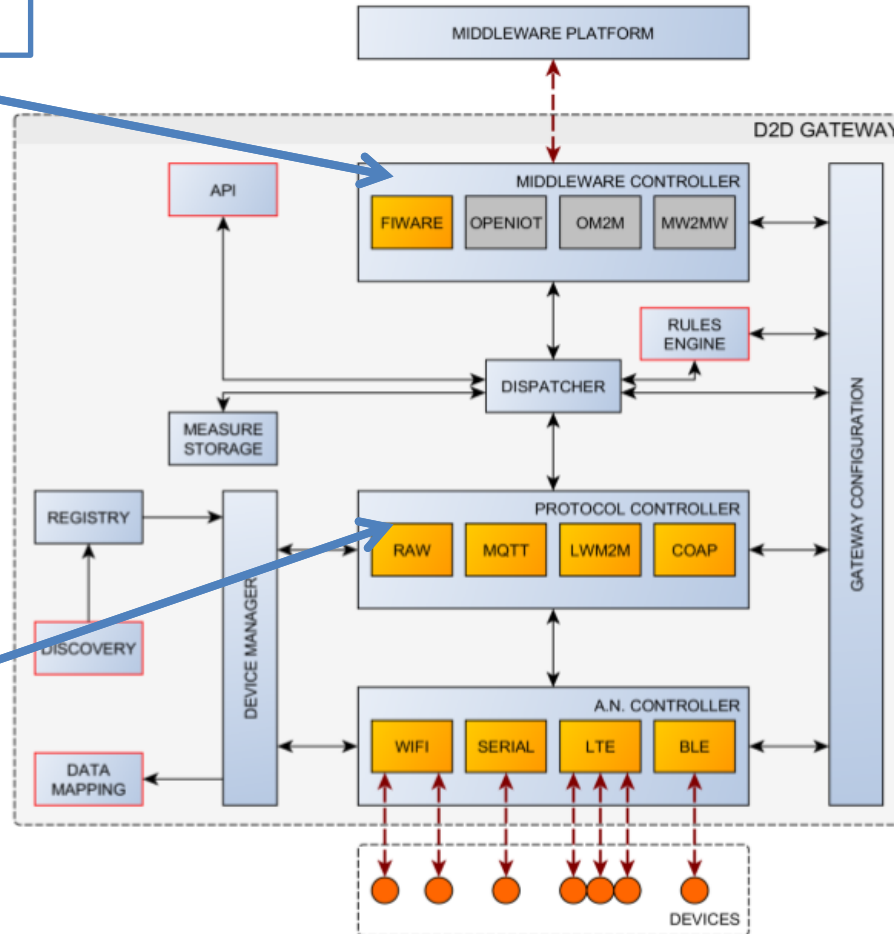 MIDDLEWARE PLATFORM
D2D GATEWAY
API
MIDDLEWARE CONTROLLER
FIWARE
OPENIOT
OM2M
MW2MW
RULES
ENGINE
DISPATCHER
MEASURE
STORAGE
GATEWAY CONFIGURATION
REGISTRY
PROTOCOL CONTROLLER
RAW
MQTT
LWM2M
COAP
DEVICE MANAGER
DISCOVERY
A.N. CONTROLLER
WIFI
SERIAL
LTE
BLE
DATA
MAPPING
DEVICES